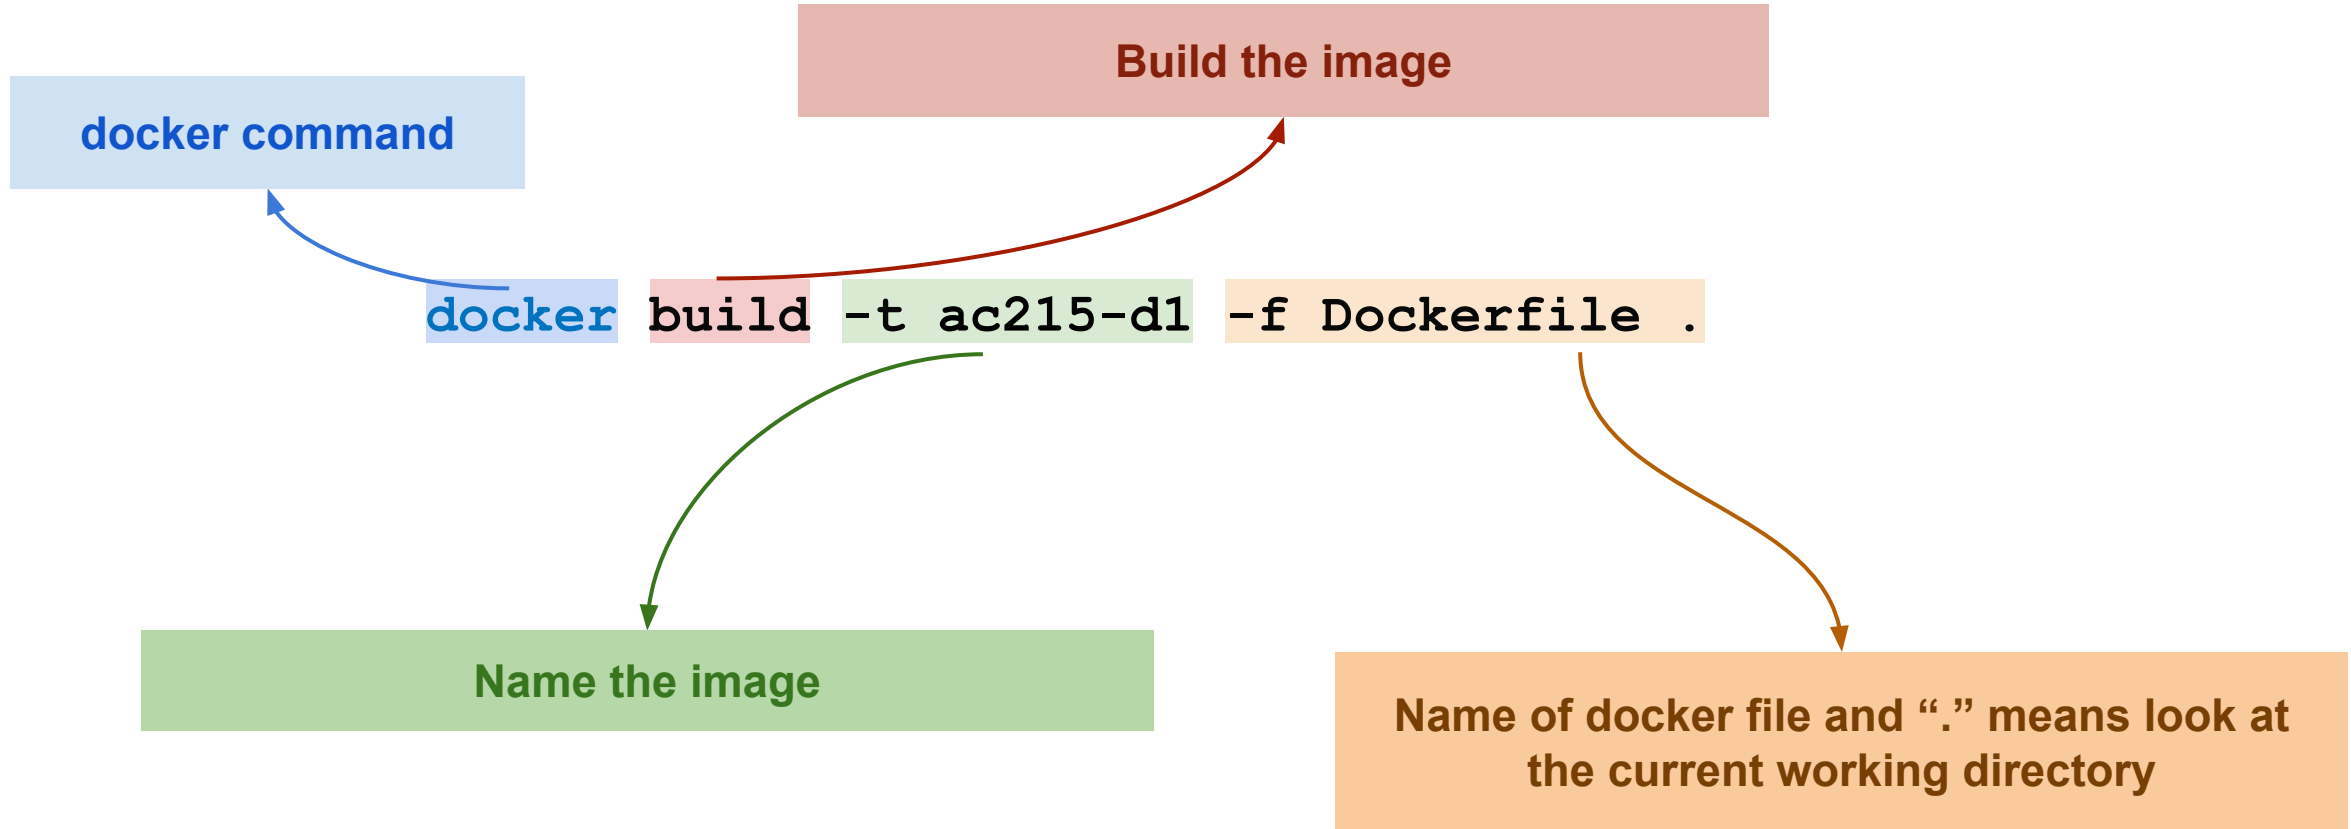 Build the image
docker command
docker build -t ac215-d1 -f Dockerfile .
Name the image
Name of docker file and “.” means look at
the current working directory